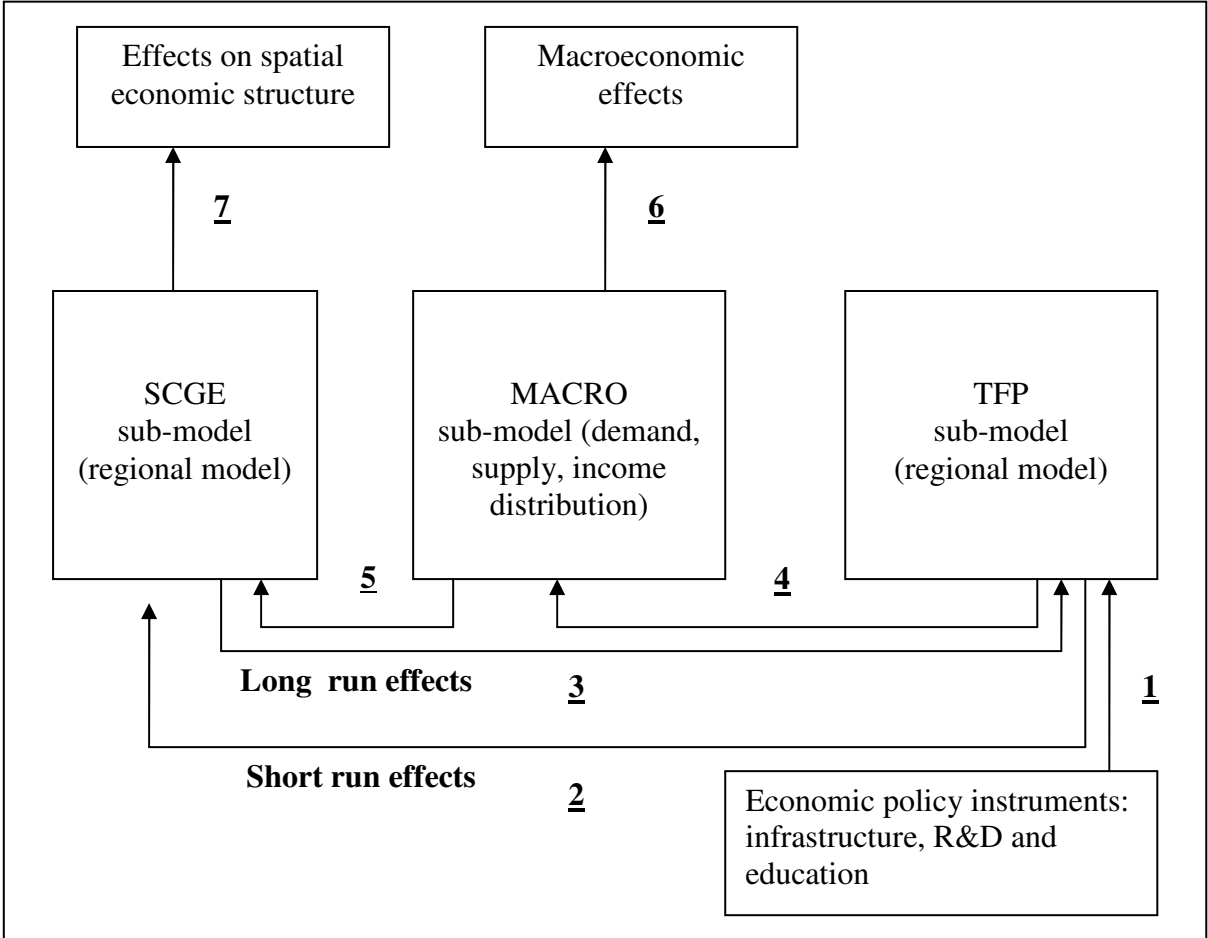 Effects on spatial
economic structure
Macroeconomic
effects
7
6
SCGE
sub-model
(regional model)
MACRO
sub-model (demand,
supply, income
distribution)
TFP
sub-model
(regional model)
5
4
Long run effects
3
1
Short run effects
2
Economic policy instruments:
infrastructure, R&D and
education